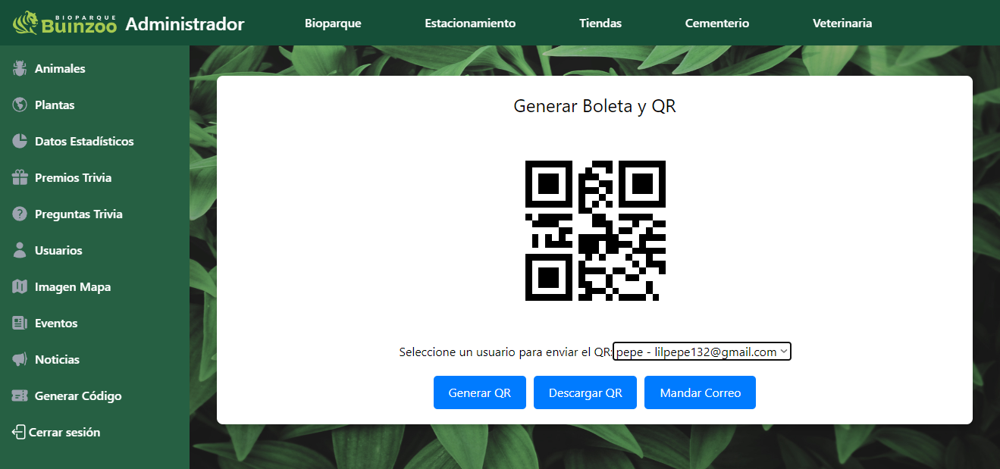 BIOPARQUE
Buinzoo
Administrador
Bioparque
Estacionamiento
Tiendas
Cementerio
Veterinaria
Animales
Plantas
Datos Estadísticos
Premios Trivia
Preguntas Trivia
Usuarios
Imagen Mapa
Eventos
Noticias
Generar Código
Cerrar sesión
Generar Boleta y QR
Seleccione un usuario para enviar el QR: pepe - lilpepe132@gmail.com
Generar QR
Descargar QR
Mandar Correo